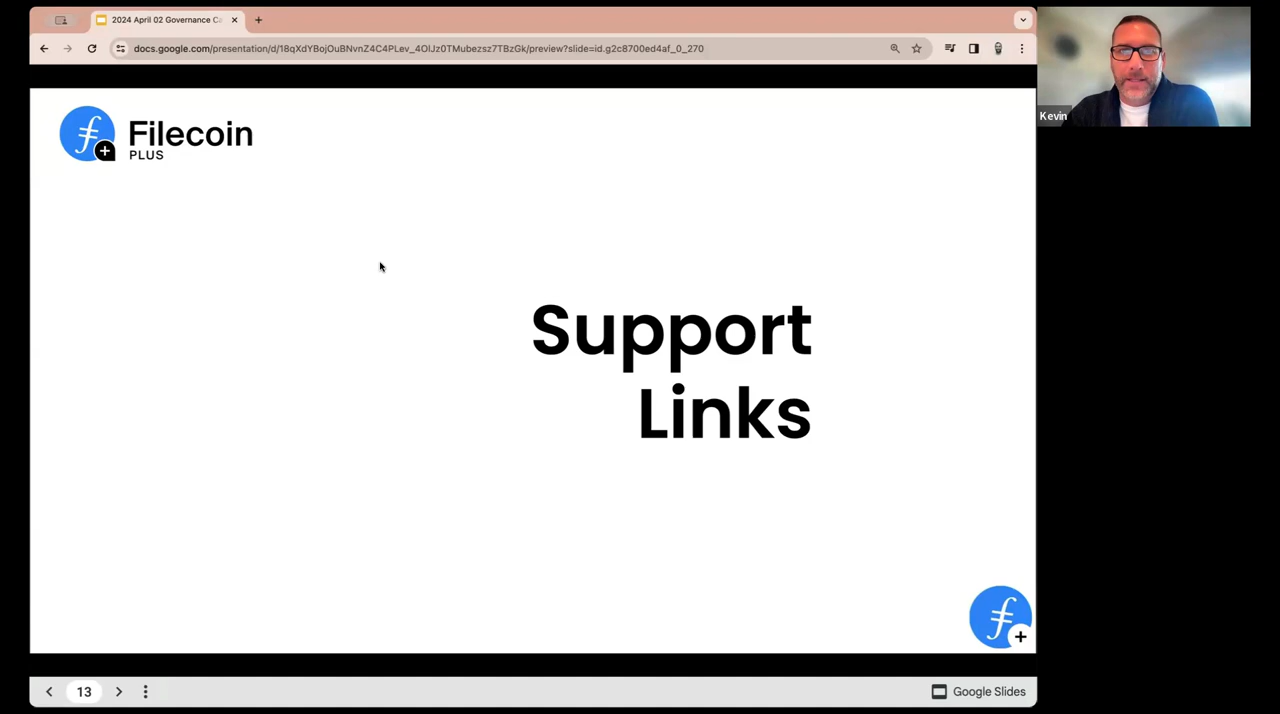 2024 April 02 Governance Ca
docs.google.com/presentation/d/18qXdYBojOuBNvnZ4C4PLev_4OlJz0TMubezsz7TBzGk/preview?slide=id.g2c8700ed4af_0_270
Kevin
Filecoin
PLUS
Support
Links
13
Google Slides